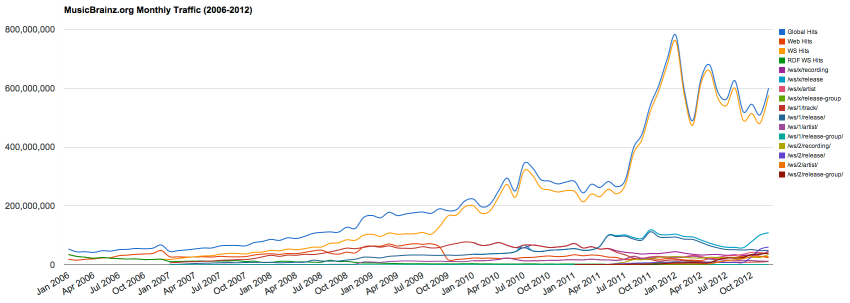 MusicBrainz.org Monthly Traffic (2006-2012)
800,000,000
600,000,000
400,000,000
200,000,000
0
Jan 2006
Apr 2006
Jul 2006
Oct 2006
Jan 2007
Apr 2007
Jul 2007
Oct 2007
Jan 2008
Apr 2008
Jul 2008
Oct 2008
Jan 2009
Apr 2009
Jul 2009
Oct 2009
Jan 2010
Apr 2010
Jul 2010
Oct 2010
Jan 2011
Apr 2011
Jul 2011
Oct 2011
Jan 2012
Apr 2012
Jul 2012
Oct 2012
Global Hits
Web Hits
WS Hits
RDF WS Hits
/ws/x/recording
/ws/x/release
/ws/x/artist
/ws/x/release-group
/ws/1/track/
/ws/1/release/
/ws/1/artist/
/ws/1/release-group/
/ws/2/recording/
/ws/2/release/
/ws/2/artist/
/ws/2/release-group/